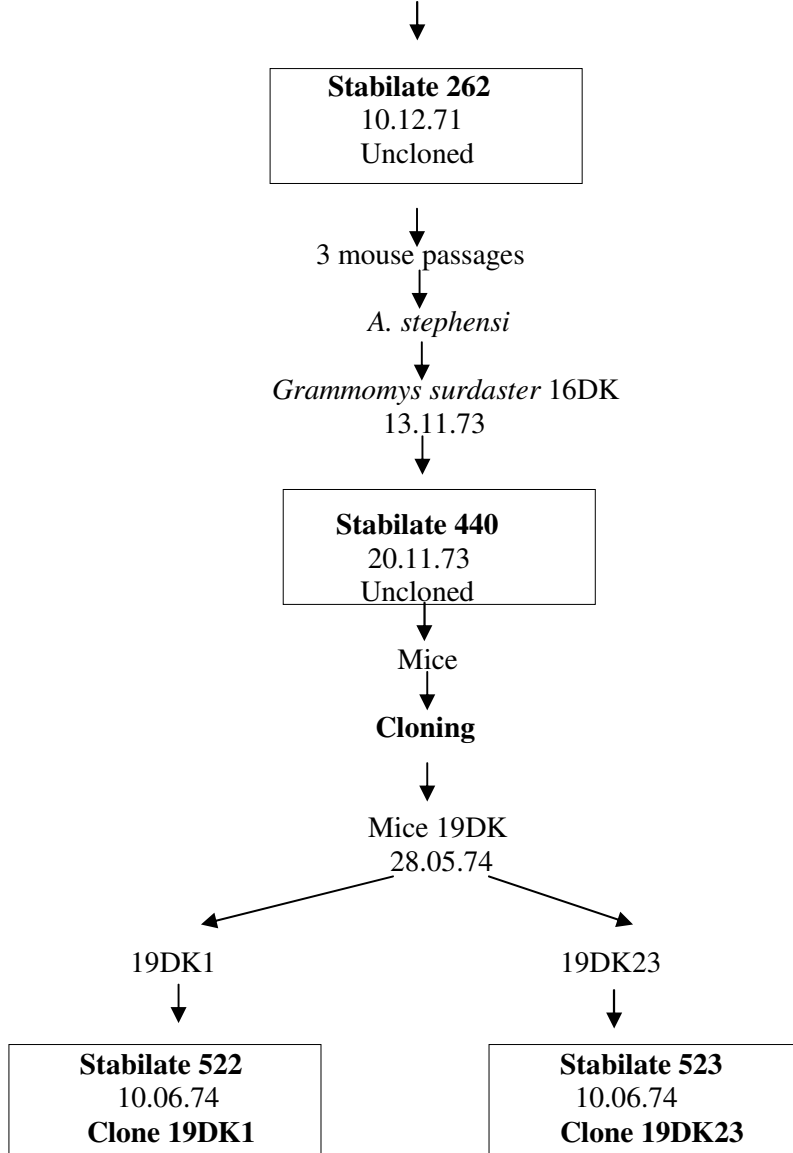 Stabilate 262
10.12.71
Uncloned
3 mouse passages
A. stephensi
Grammomys surdaster 16DK
13.11.73
Stabilate 440
20.11.73
Uncloned
Mice
Cloning
Mice 19DK
28.05.74
19DK1
19DK23
Stabilate 522
10.06.74
Clone 19DK1
Stabilate 523
10.06.74
Clone 19DK23